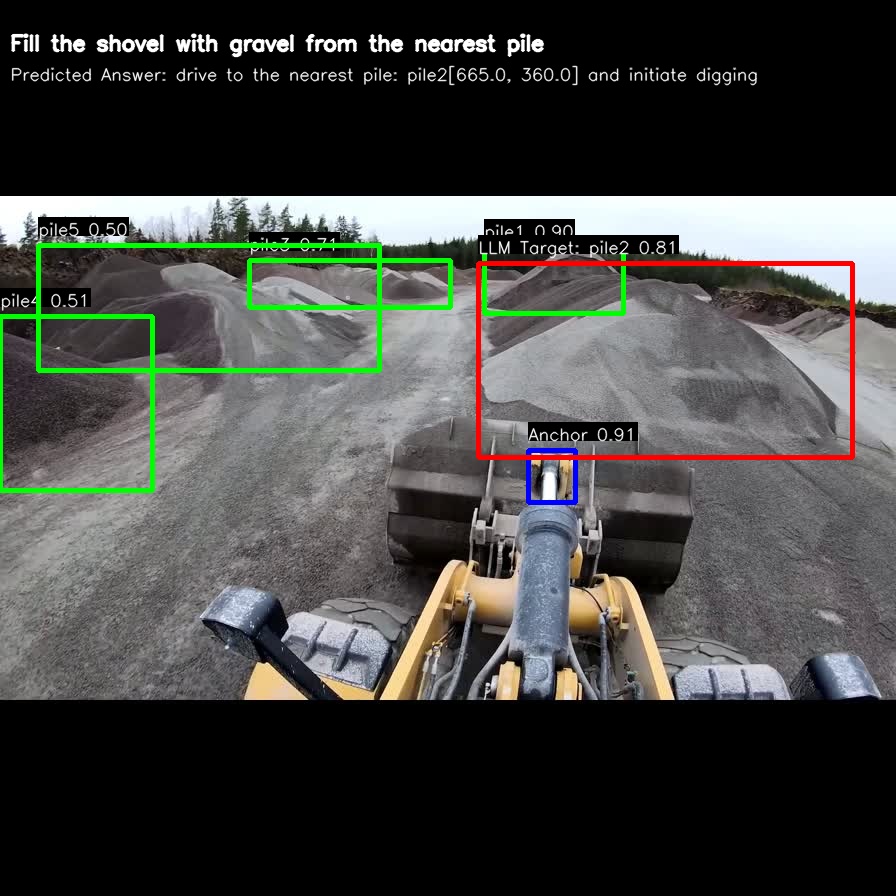 Fill the shovel with gravel from the nearest pile
Predicted Answer: drive to the nearest pile: pile2[665.0, 360.0] and initiate digging
pile5 0.50
pile1 0.90
pile3 0.71
LLM Target: pile2 0.81
pile4 0.51
Anchor 0.91